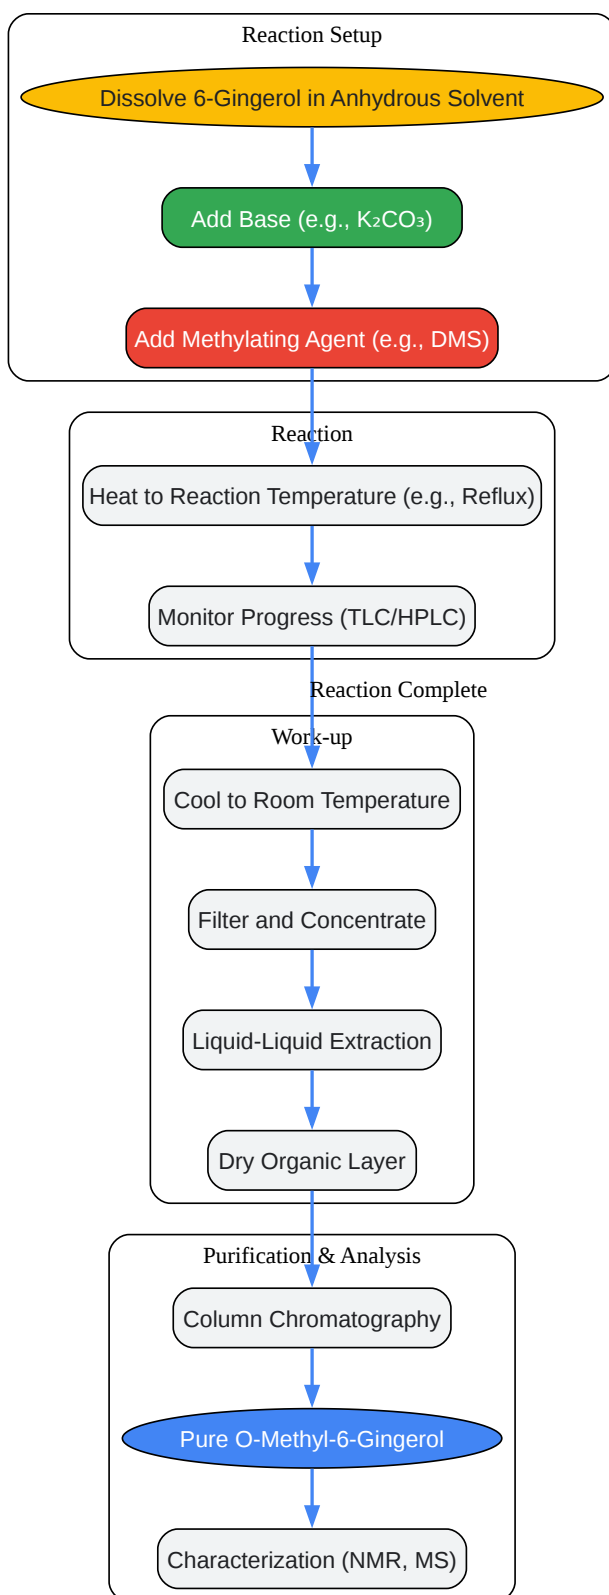 Reaction Setup
Dissolve 6-Gingerol in Anhydrous Solvent
Add Base (e.g., K₂CO₃)
Add Methylating Agent (e.g., DMS)
Reaction
Heat to Reaction Temperature (e.g., Reflux)
Monitor Progress (TLC/HPLC)
Reaction Complete
Work-up
Cool to Room Temperature
Filter and Concentrate
Liquid-Liquid Extraction
Dry Organic Layer
Purification & Analysis
Column Chromatography
Pure O-Methyl-6-Gingerol
Characterization (NMR, MS)